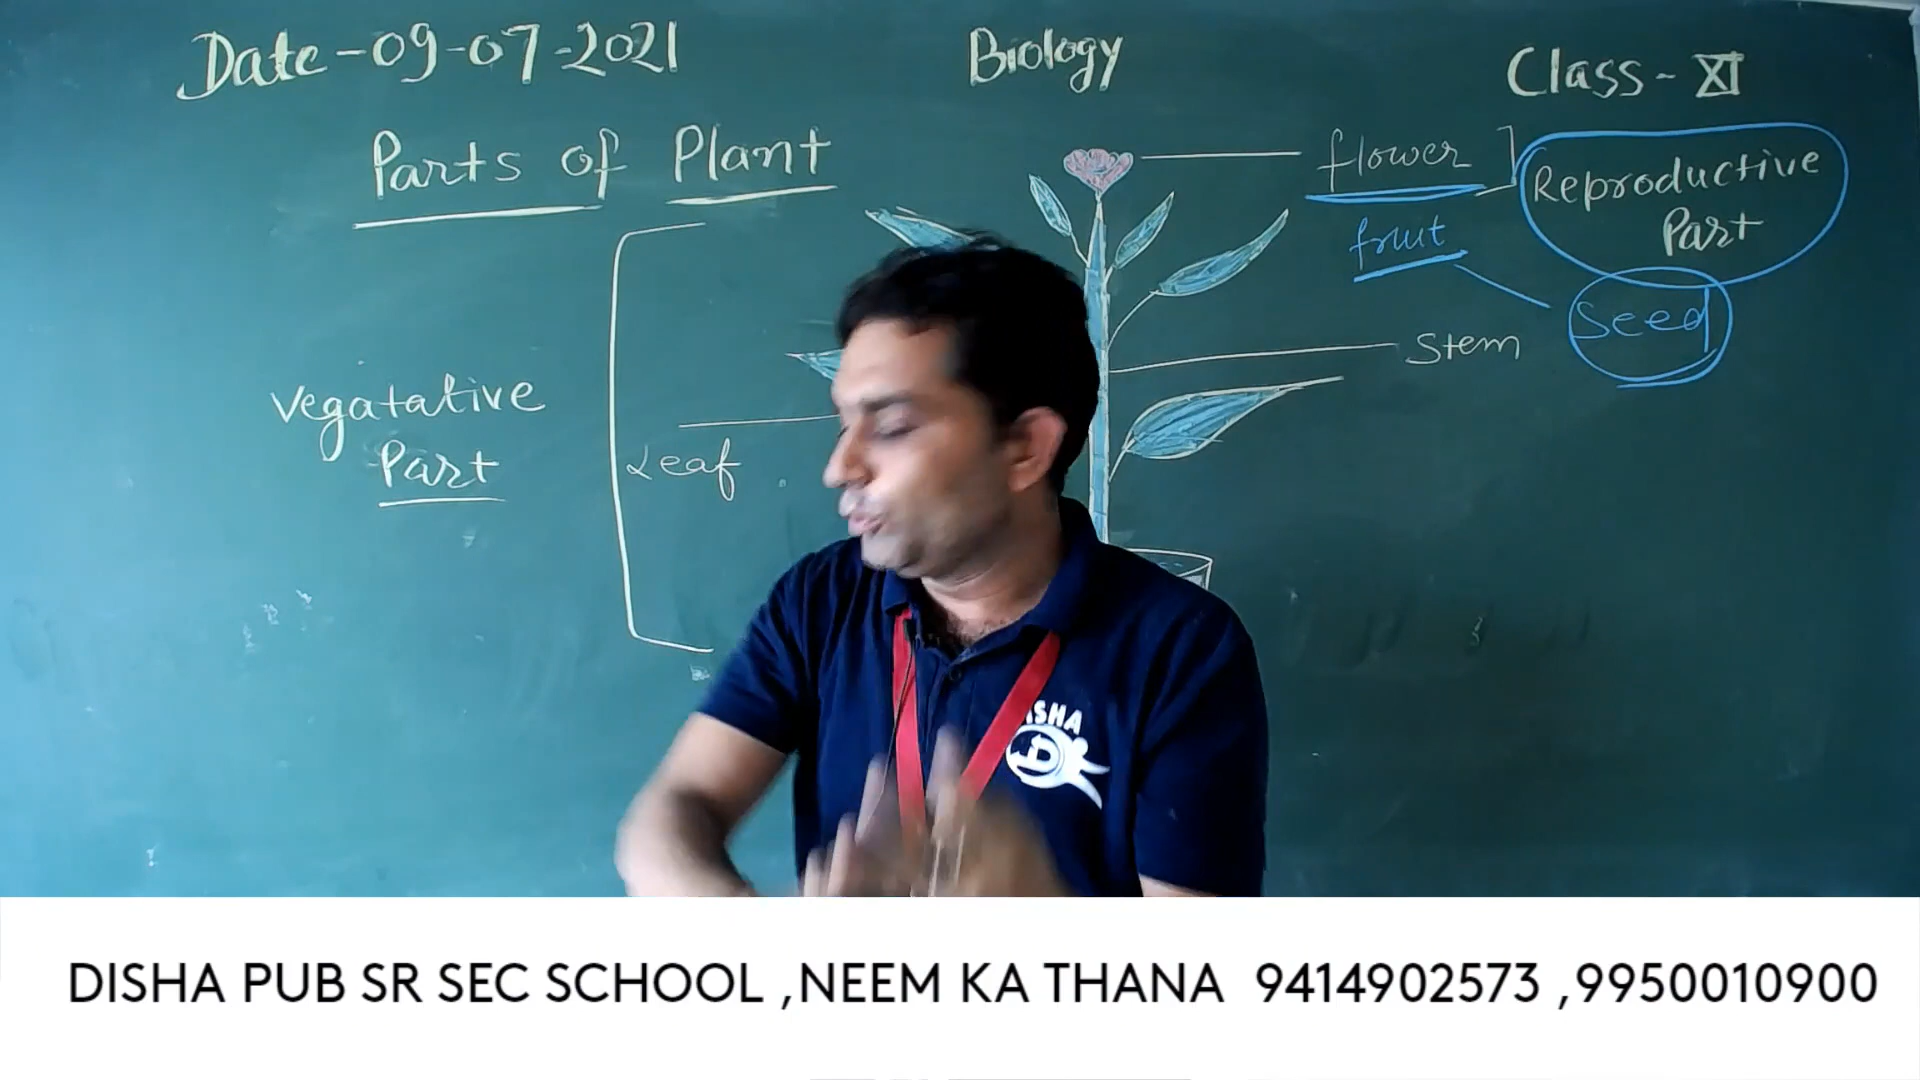 Date-09-07-2021
Biology
Class-XI
Parts of Plant
flower
Reproductive
Part
fruit
Seed
Stem
Vegatative
Part
Leaf
ISHA
D
DISHA PUB SR SEC SCHOOL ,NEEM KA THANA 9414902573 ,9950010900